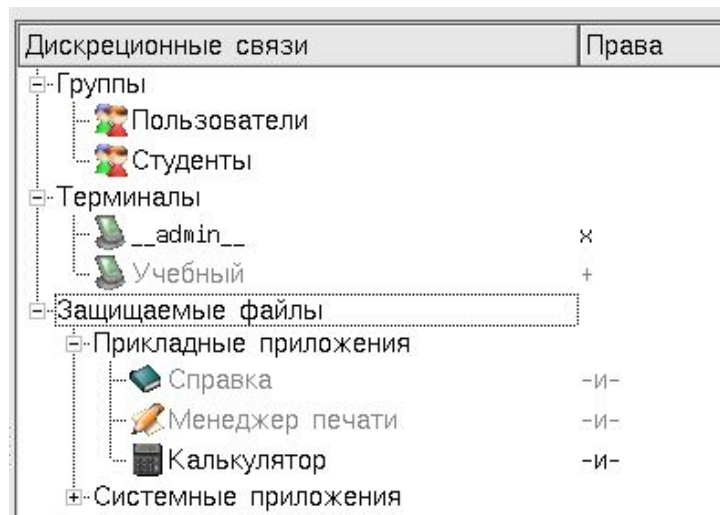 Дискреционные связи Права
Группы
Пользователи
Студенты
Терминалы
__admin__ x
Учебный +
Защищаемые файлы
Прикладные приложения
Справка -и-
Менеджер печати -и-
Калькулятор -и-
Системные приложения